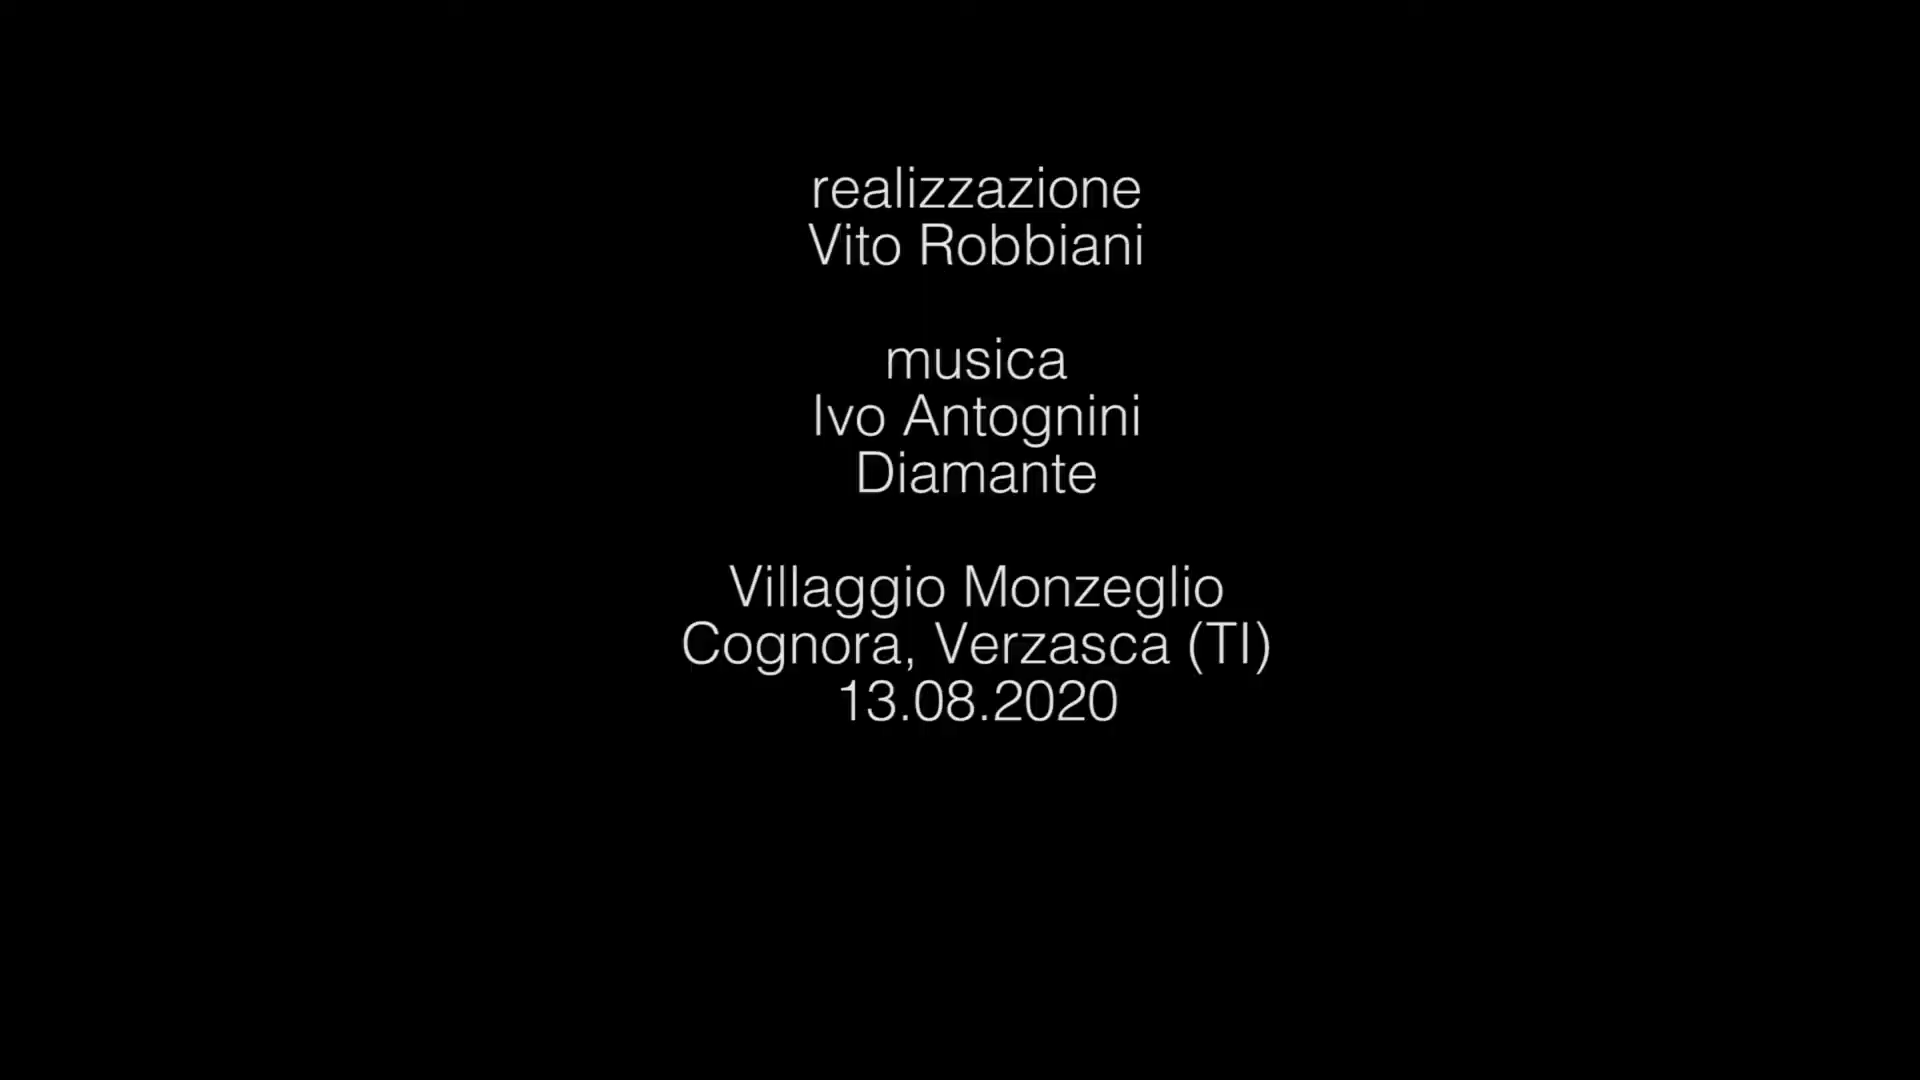 realizzazione
Vito Robbiani
musica
Ivo Antognini
Diamante
Villaggio Monzeglio
Cognora, Verzasca (TI)
13.08.2020